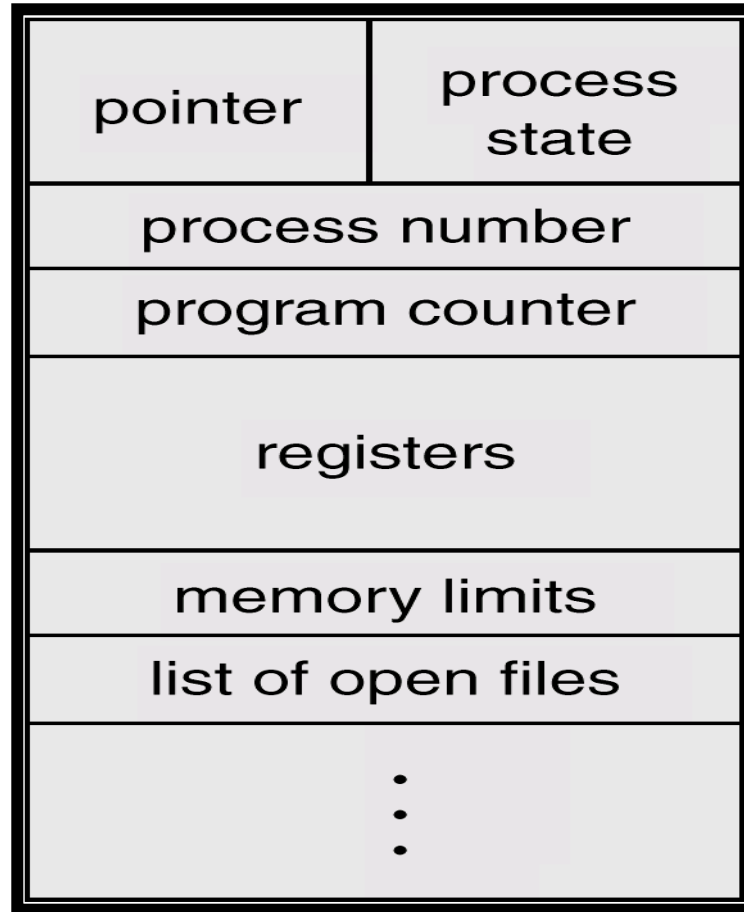 pointer
process
state
process number
program counter
registers
memory limits
list of open files